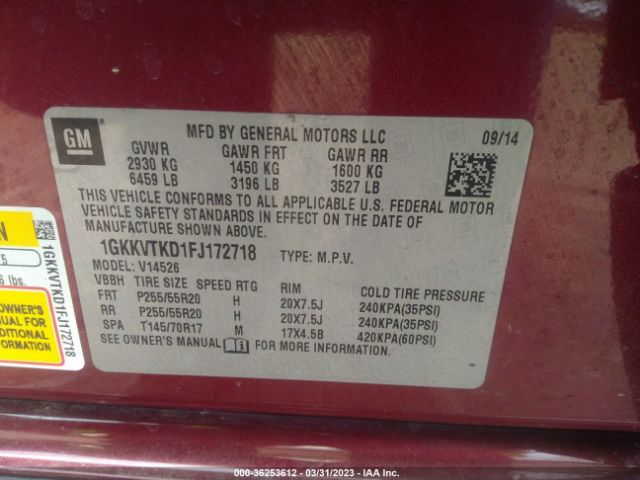 GM
MFD BY GENERAL MOTORS LLC 09/14
GVWR GAWR FRT GAWR RR
2930 KG 1450 KG 1600 KG
6459 LB 3196 LB 3527 LB
THIS VEHICLE CONFORMS TO ALL APPLICABLE U.S. FEDERAL MOTOR
VEHICLE SAFETY STANDARDS IN EFFECT ON THE DATE OF
MANUFACTURE SHOWN ABOVE.
1GKKVTKD1FJ172718 TYPE: M.P.V.
MODEL: V14526
VBBH TIRE SIZE SPEED RTG RIM COLD TIRE PRESSURE
FRT P255/55R20 H 20X7.5J 240KPA(35PSI)
RR P255/55R20 H 20X7.5J 240KPA(35PSI)
SPA T145/70R17 M 17X4.5B 420KPA(60PSI)
SEE OWNER'S MANUAL FOR MORE INFORMATION.
N
5
lbs.
OWNER'S
NUAL FOR
DITIONAL
ORMATION
1GKKVTKD1FJ172718
000-36253612 - 03/31/2023 - IAA Inc.